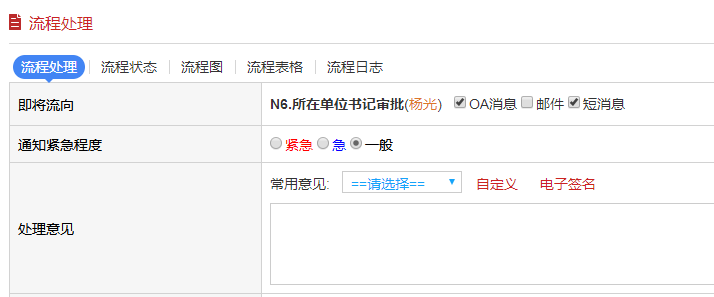 流程处理
流程处理 流程状态 流程图 流程表格 流程日志
即将流向 N6.所在单位书记审批(杨光) OA消息 邮件 短消息
通知紧急程度 紧急 急 一般
常用意见: ==请选择== 自定义 电子签名
处理意见